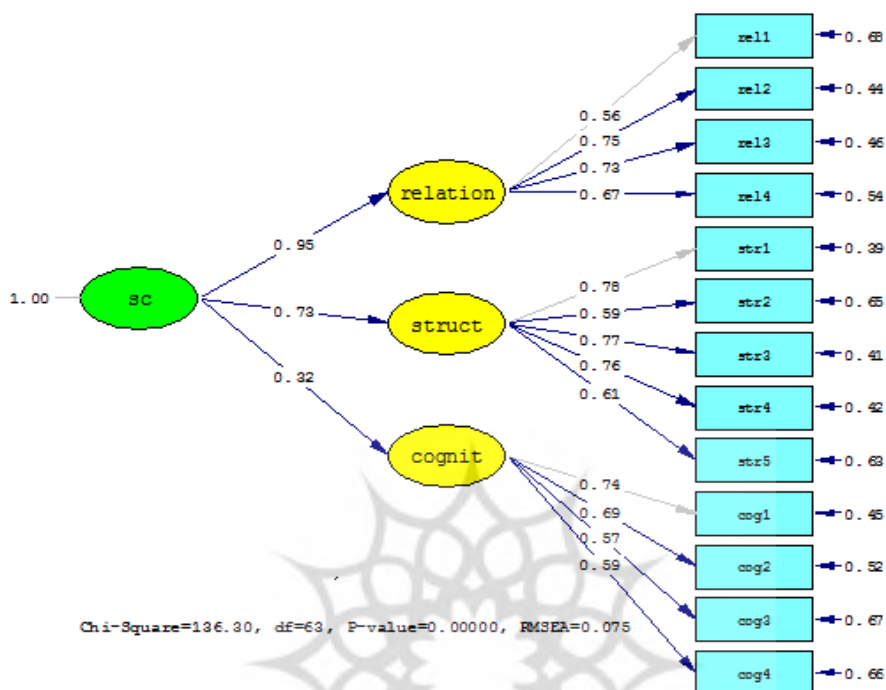 rel1
0.68
rel2
0.44
0.56
0.75
rel3
0.46
0.73
relation
0.67
rel4
0.54
0.95
str1
0.39
0.78
1.00
sc
str2
0.65
0.59
0.73
struct
0.77
str3
0.41
0.76
0.32
0.61
str4
0.42
cognit
str5
0.63
0.74
0.69
cog1
0.45
0.57
0.59
cog2
0.52
cog3
0.67
Chi-Square=136.30, df=63, P-value=0.00000, RMSEA=0.075
cog4
0.66